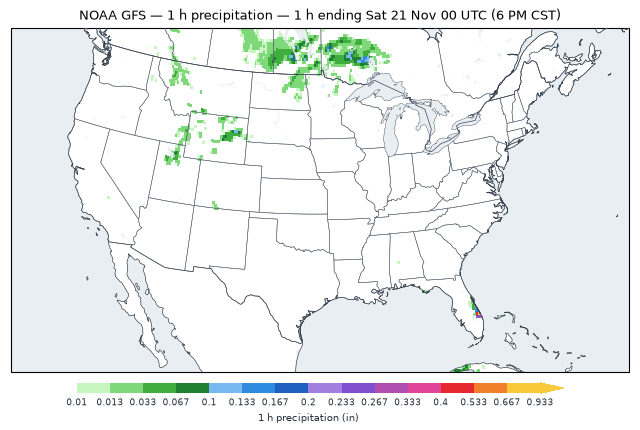 NOAA GFS — 1 h precipitation — 1 h ending Sat 21 Nov 00 UTC (6 PM CST)
0.01 0.013 0.033 0.067 0.1 0.133 0.167 0.2 0.233 0.267 0.333 0.4 0.533 0.667 0.933
1 h precipitation (in)